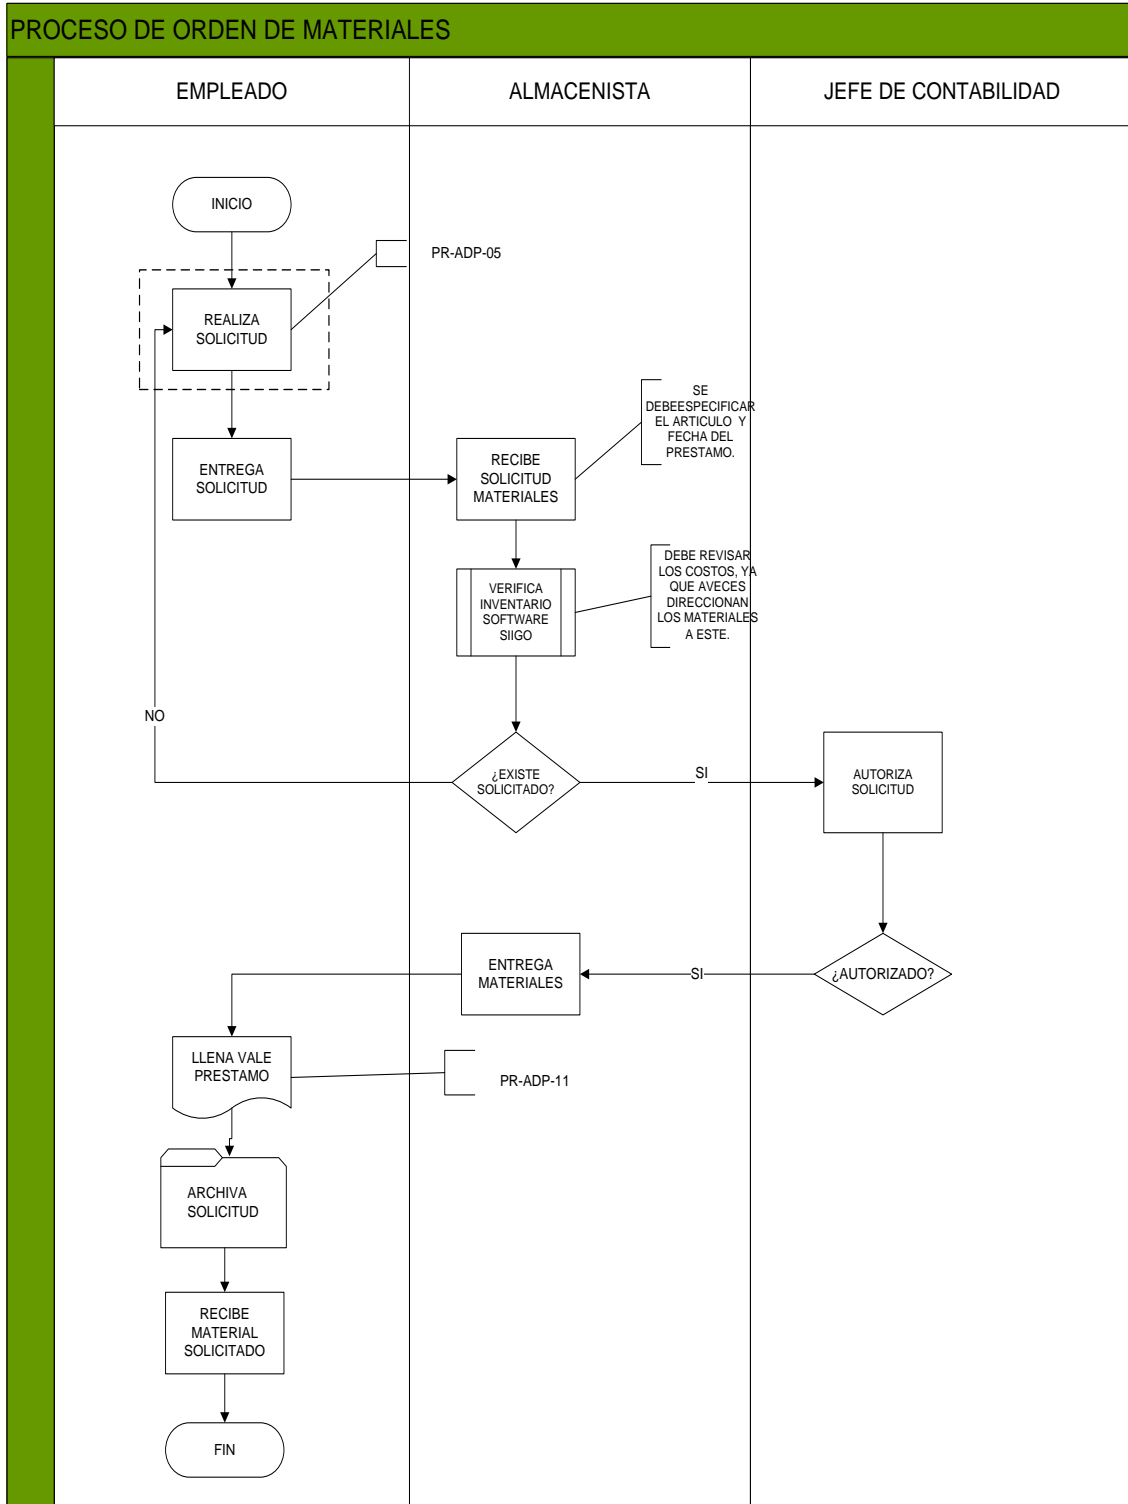 PROCESO DE ORDEN DE MATERIALES
EMPLEADO
ALMACENISTA
JEFE DE CONTABILIDAD
INICIO
PR-ADP-05
REALIZA
SOLICITUD
SE
DEBEESPECIFICAR
EL ARTICULO Y
FECHA DEL
PRESTAMO.
ENTREGA
SOLICITUD
RECIBE
SOLICITUD
MATERIALES
DEBE REVISAR
LOS COSTOS, YA
QUE AVECES
DIRECCIONAN
LOS MATERIALES
A ESTE.
VERIFICA
INVENTARIO
SOFTWARE
SIIGO
NO
¿EXISTE
SOLICITADO?
SI
AUTORIZA
SOLICITUD
ENTREGA
MATERIALES
SI
¿AUTORIZADO?
LLENA VALE
PRESTAMO
PR-ADP-11
ARCHIVA
SOLICITUD
RECIBE
MATERIAL
SOLICITADO
FIN